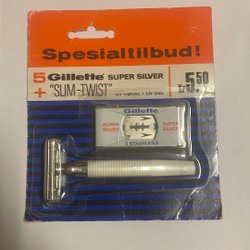 Spesialtilbud!
5 Gillette SUPER SILVER
+ "SLIM-TWIST"
5.50
Gillette
SUPER SILVER
SUPER SILVER
5 STAINLESS